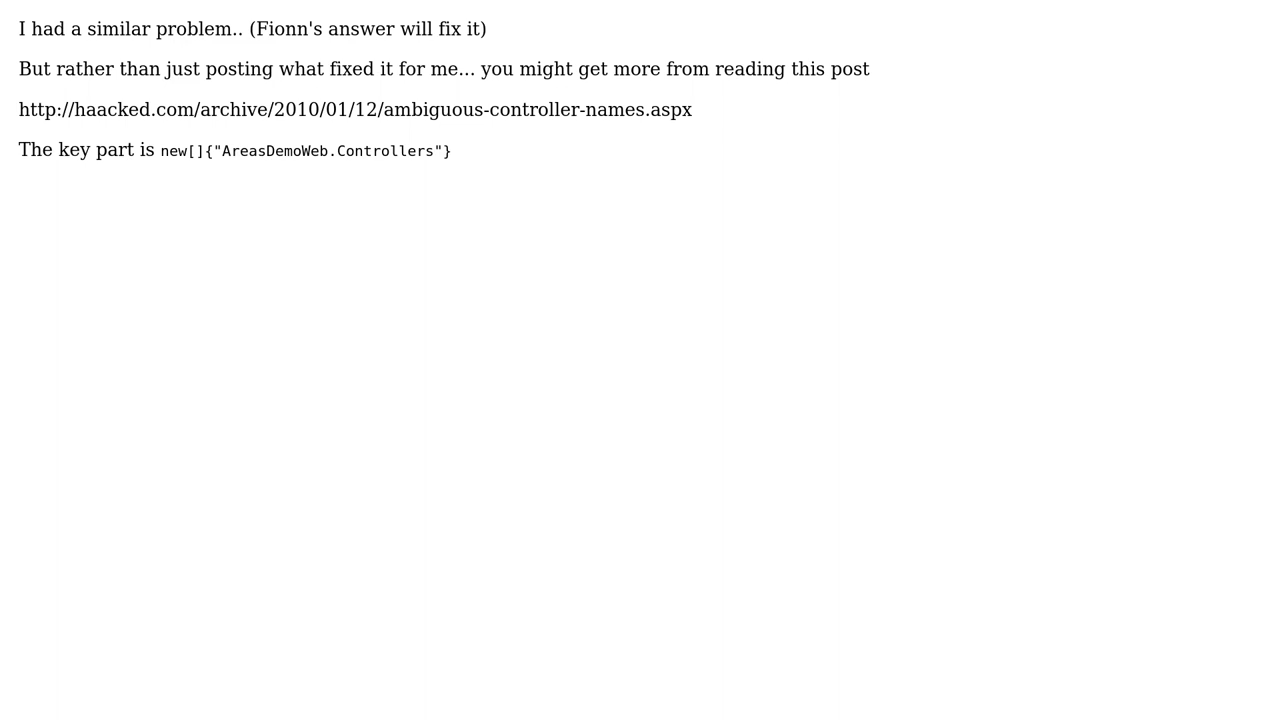 I had a similar problem.. (Fionn's answer will fix it)
But rather than just posting what fixed it for me... you might get more from reading this post
http://haacked.com/archive/2010/01/12/ambiguous-controller-names.aspx
The key part is new[]{"AreasDemoWeb.Controllers"}